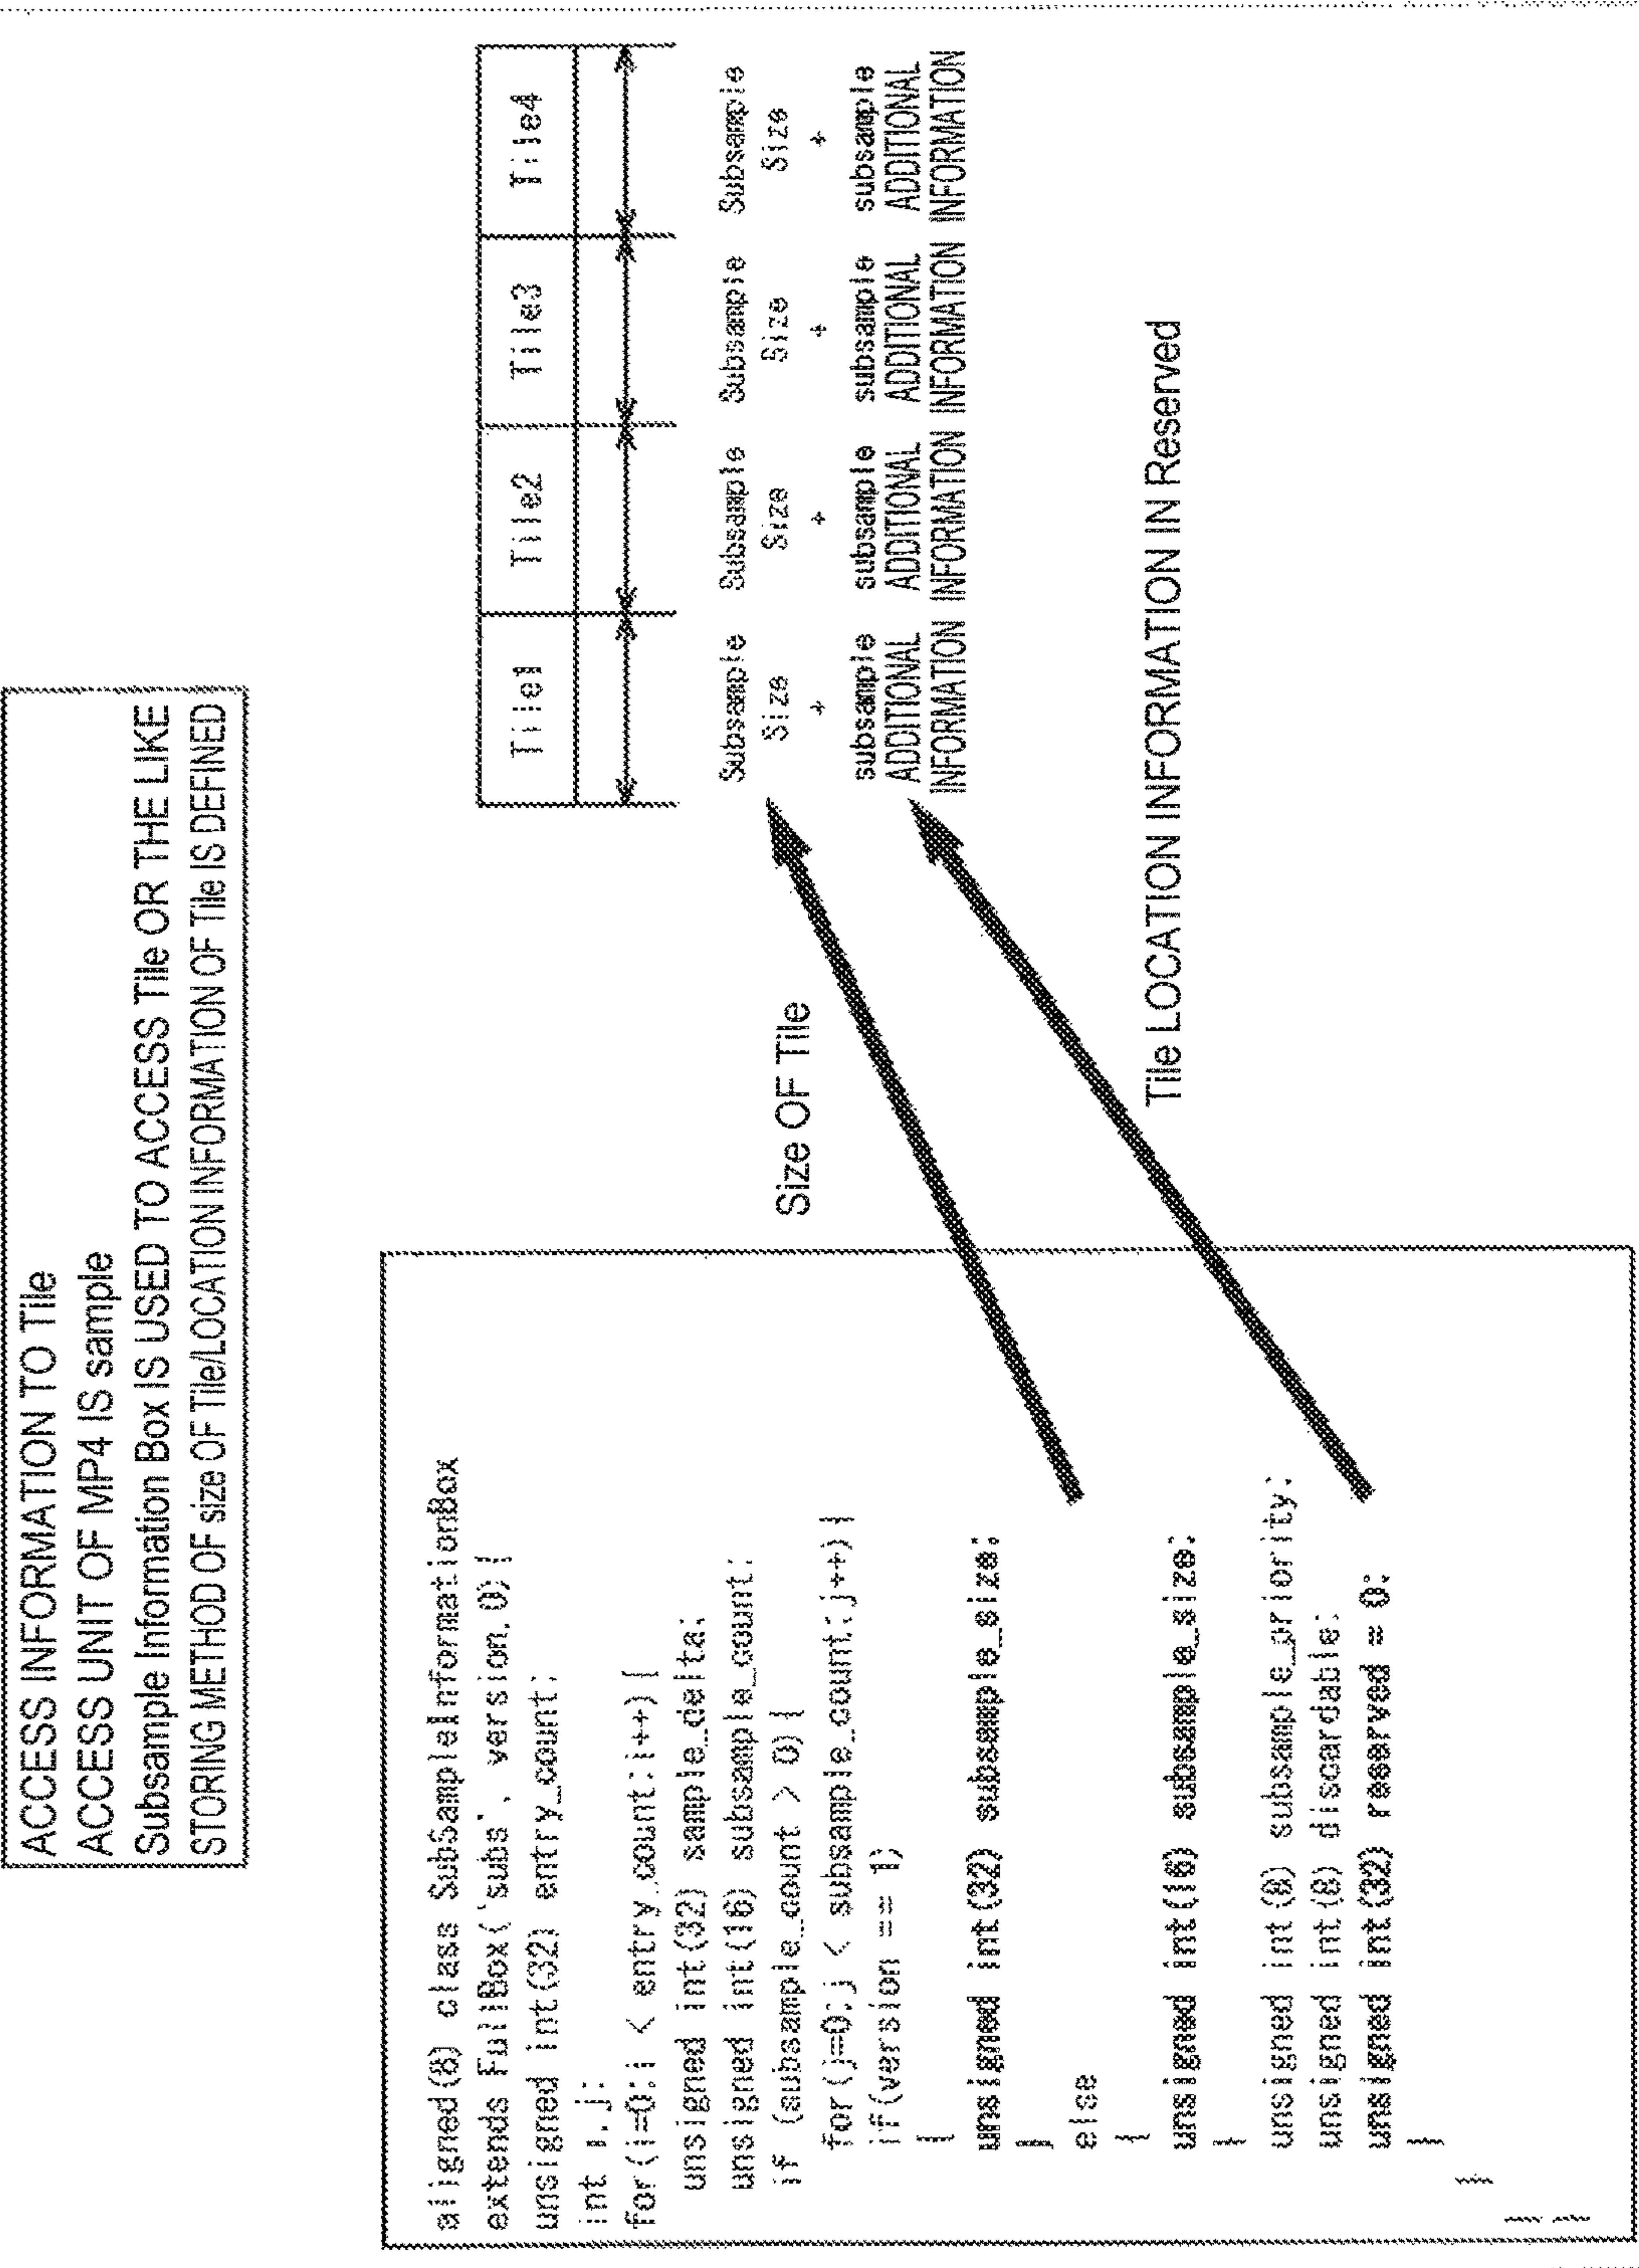 ACCESS INFORMATION TO Tile
ACCESS UNIT OF MP4 IS sample
Subsample Information Box IS USED TO ACCESS Tile OR THE LIKE
STORING METHOD OF size OF Tile/LOCATION INFORMATION OF Tile IS DEFINED
aligned(8) class SubSampleInformationBox
extends FullBox('subs', version, 0) {
unsigned int(32) entry_count;
int i,j;
for(i=0;i < entry_count;i++){
unsigned int(32) sample_delta;
unsigned int(16) subsample_count;
if (subsample_count > 0) {
for(j=0;j < subsample_count;j++) {
if(version == 1)
{
unsigned int(32) subsample_size;
}
else
{
unsigned int(16) subsample_size;
}
unsigned int(8) subsample_priority;
unsigned int(8) discardable;
unsigned int(32) reserved = 0;
}
}
}
}
Size OF Tile
Tile1 Tile2 Tile3 Tile4
Subsample Subsample Subsample Subsample
Size Size Size Size
+ + + +
subsample subsample subsample subsample
ADDITIONAL ADDITIONAL ADDITIONAL ADDITIONAL
INFORMATION INFORMATION INFORMATION INFORMATION
Tile LOCATION INFORMATION IN Reserved